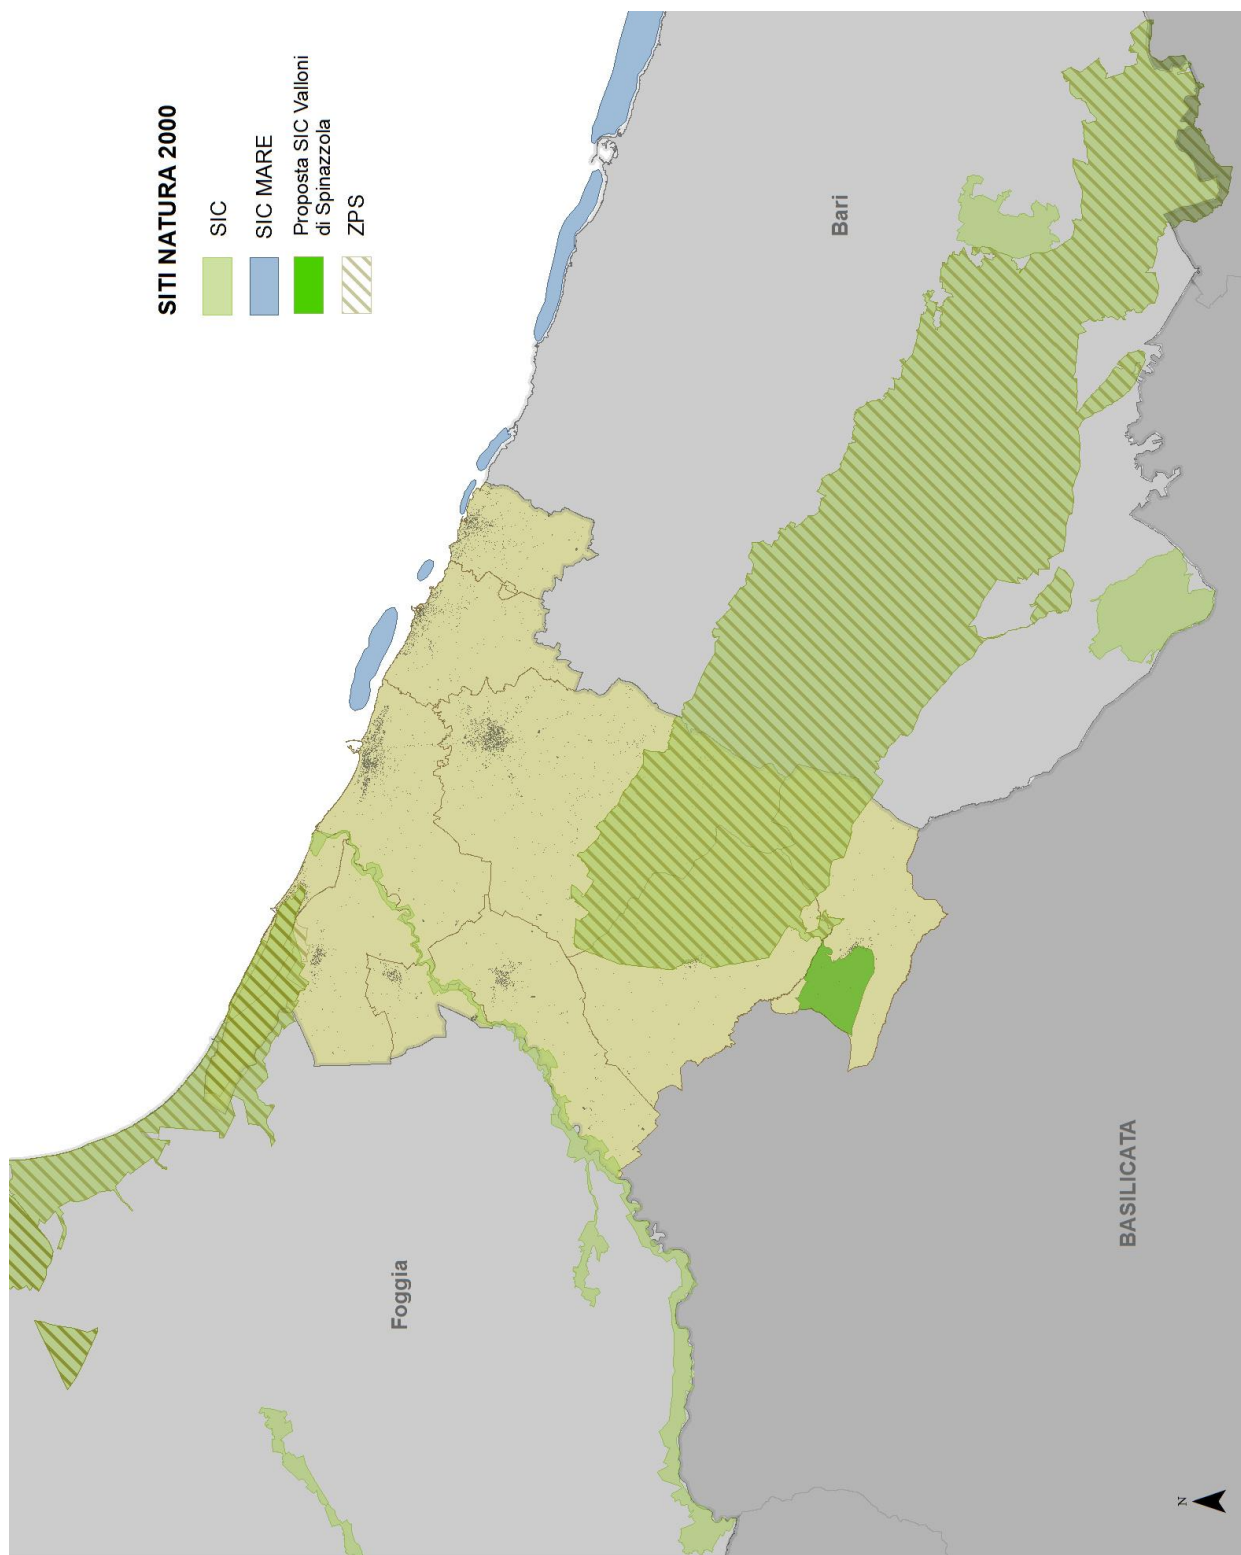 SITI NATURA 2000
SIC
SIC MARE
Proposta SIC Valloni
di Spinazzola
ZPS
Bari
Foggia
BASILICATA
N